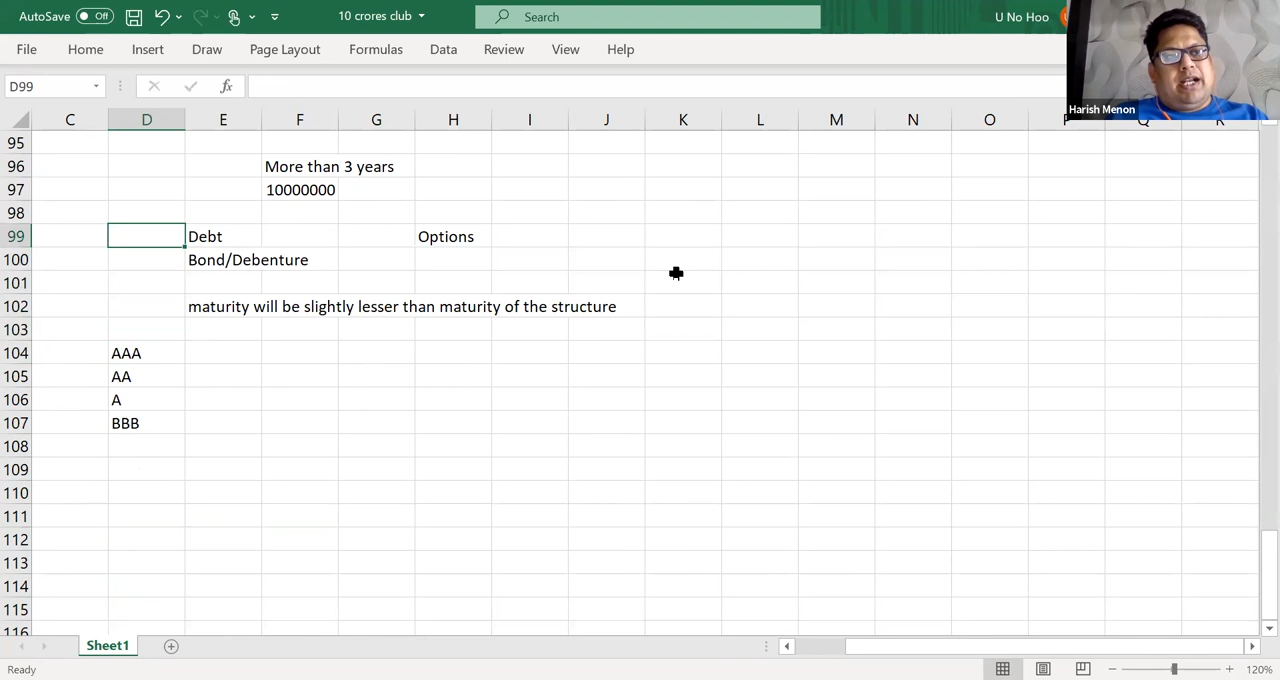 AutoSave Off 10 crores club Search U No Hoo
File Home Insert Draw Page Layout Formulas Data Review View Help
Harish Menon
D99 fx
C D E F G H I J K L M N O
95
96 More than 3 years
97 10000000
98
99 Debt Options
100 Bond/Debenture
101
102 maturity will be slightly lesser than maturity of the structure
103
104 AAA
105 AA
106 A
107 BBB
108
109
110
111
112
113
114
115
116
Sheet1
Ready 120%